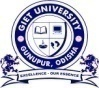 GIET UNIVERSITY
GUNUPUR, ODISHA
EXCELLENCE - OUR ESSENCE